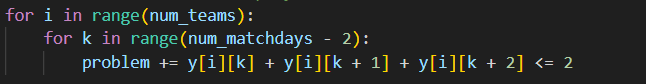 for i in range(num_teams):
    for k in range(num_matchdays - 2):
        problem += y[i][k] + y[i][k + 1] + y[i][k + 2] <= 2